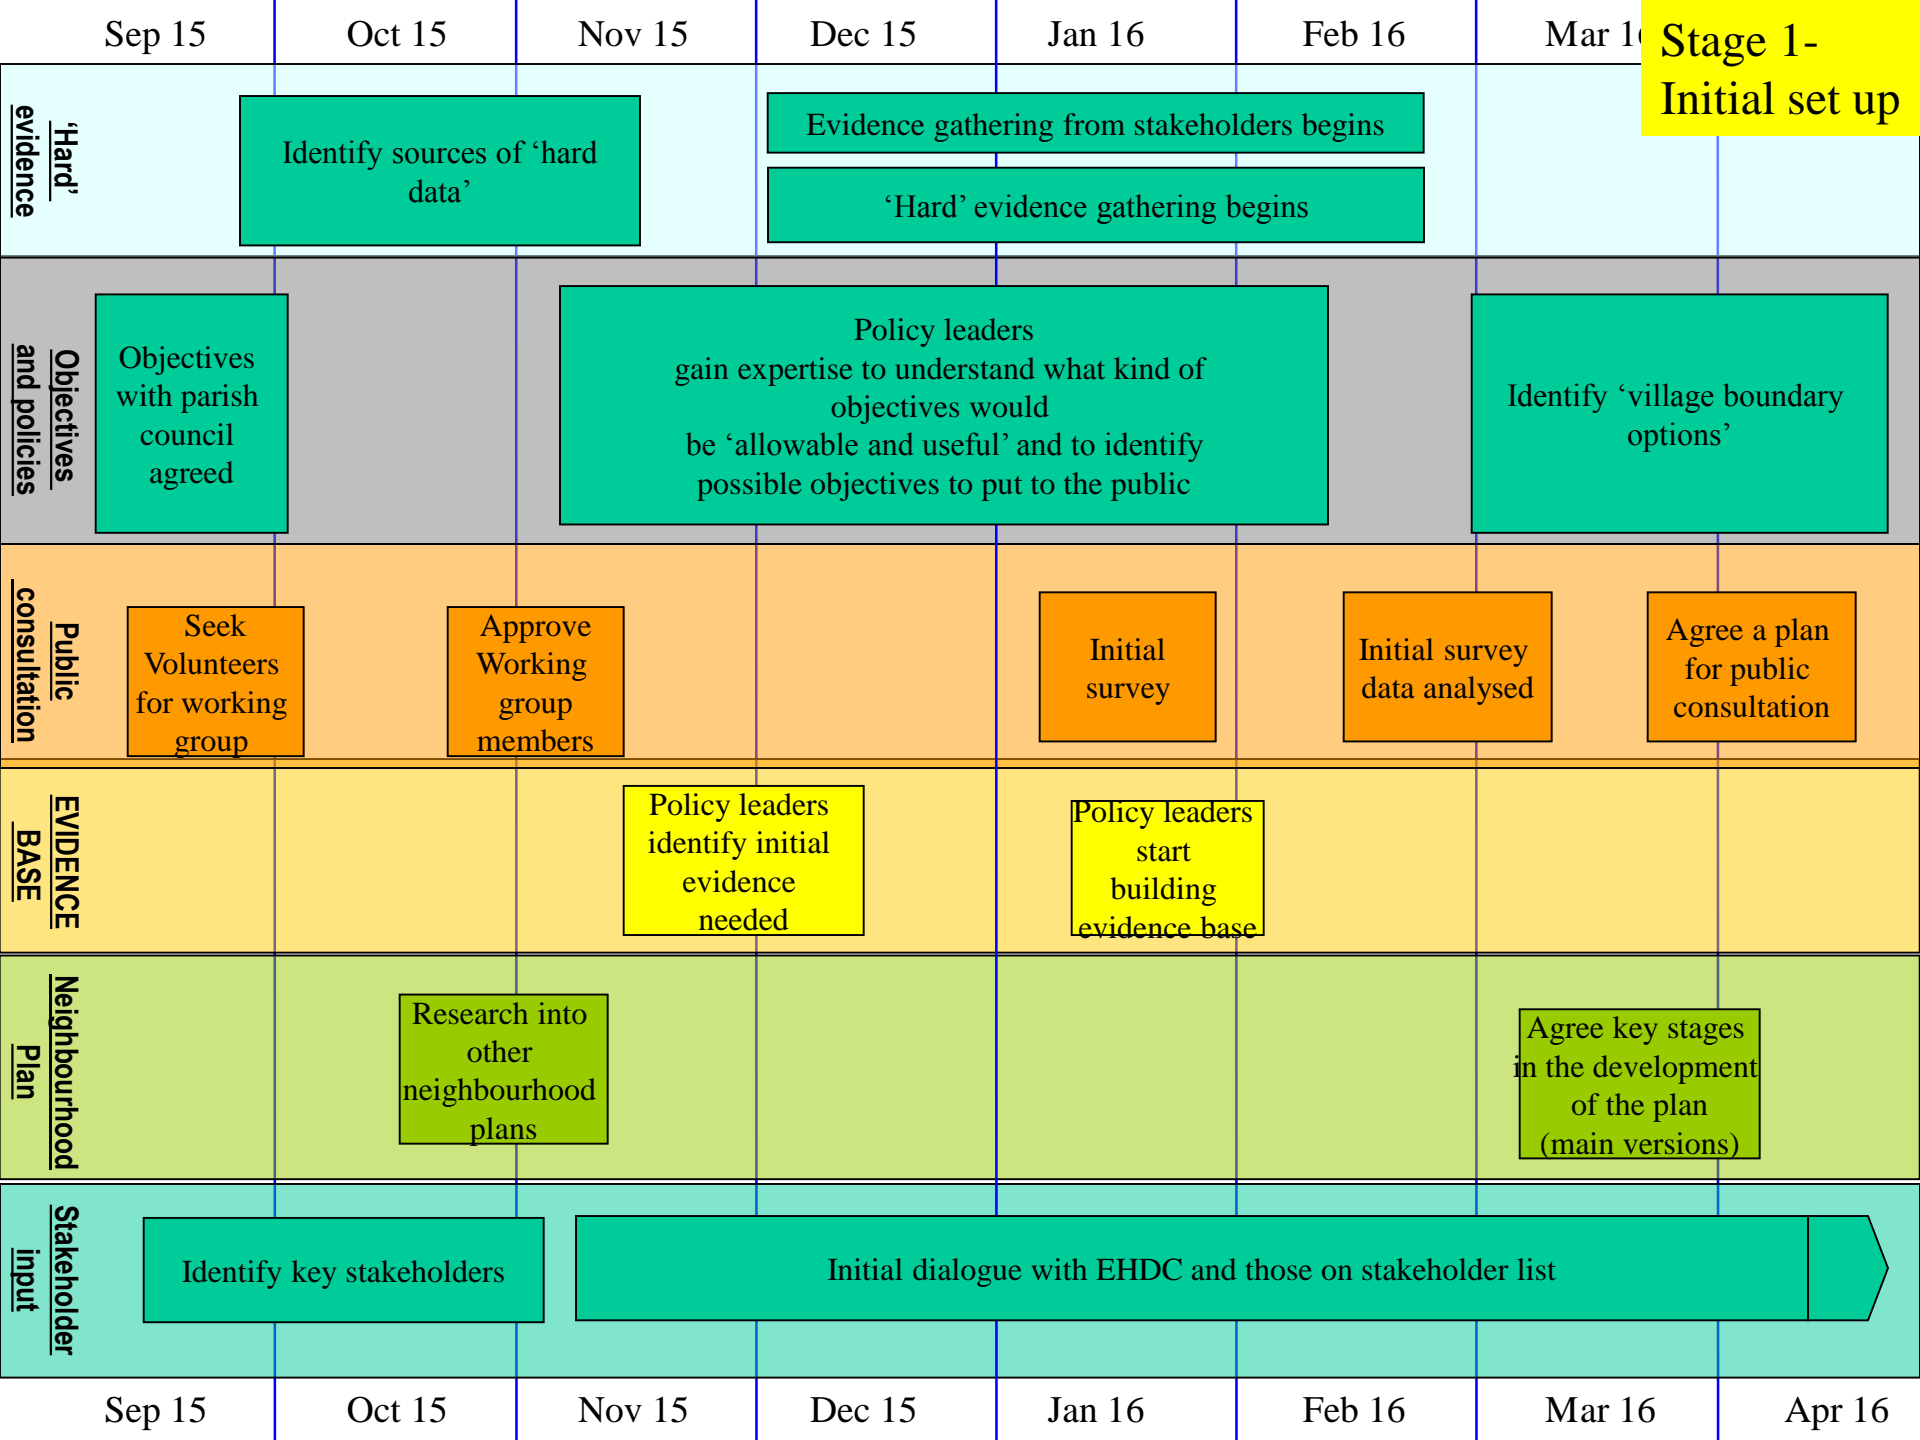 Sep 15
Oct 15
Nov 15
Dec 15
Jan 16
Feb 16
Mar 1
Stage 1-
Initial set up
‘Hard’
evidence
Identify sources of ‘hard
data’
Evidence gathering from stakeholders begins
‘Hard’ evidence gathering begins
Objectives
and policies
Objectives
with parish
council
agreed
Policy leaders
gain expertise to understand what kind of
objectives would
be ‘allowable and useful’ and to identify
possible objectives to put to the public
Identify ‘village boundary
options’
Public
consultation
Seek
Volunteers
for working
group
Approve
Working
group
members
Initial
survey
Initial survey
data analysed
Agree a plan
for public
consultation
EVIDENCE
BASE
Policy leaders
identify initial
evidence
needed
Policy leaders
start
building
evidence base
Neighbourhood
Plan
Research into
other
neighbourhood
plans
Agree key stages
in the development
of the plan
(main versions)
Stakeholder
input
Identify key stakeholders
Initial dialogue with EHDC and those on stakeholder list
Sep 15
Oct 15
Nov 15
Dec 15
Jan 16
Feb 16
Mar 16
Apr 16